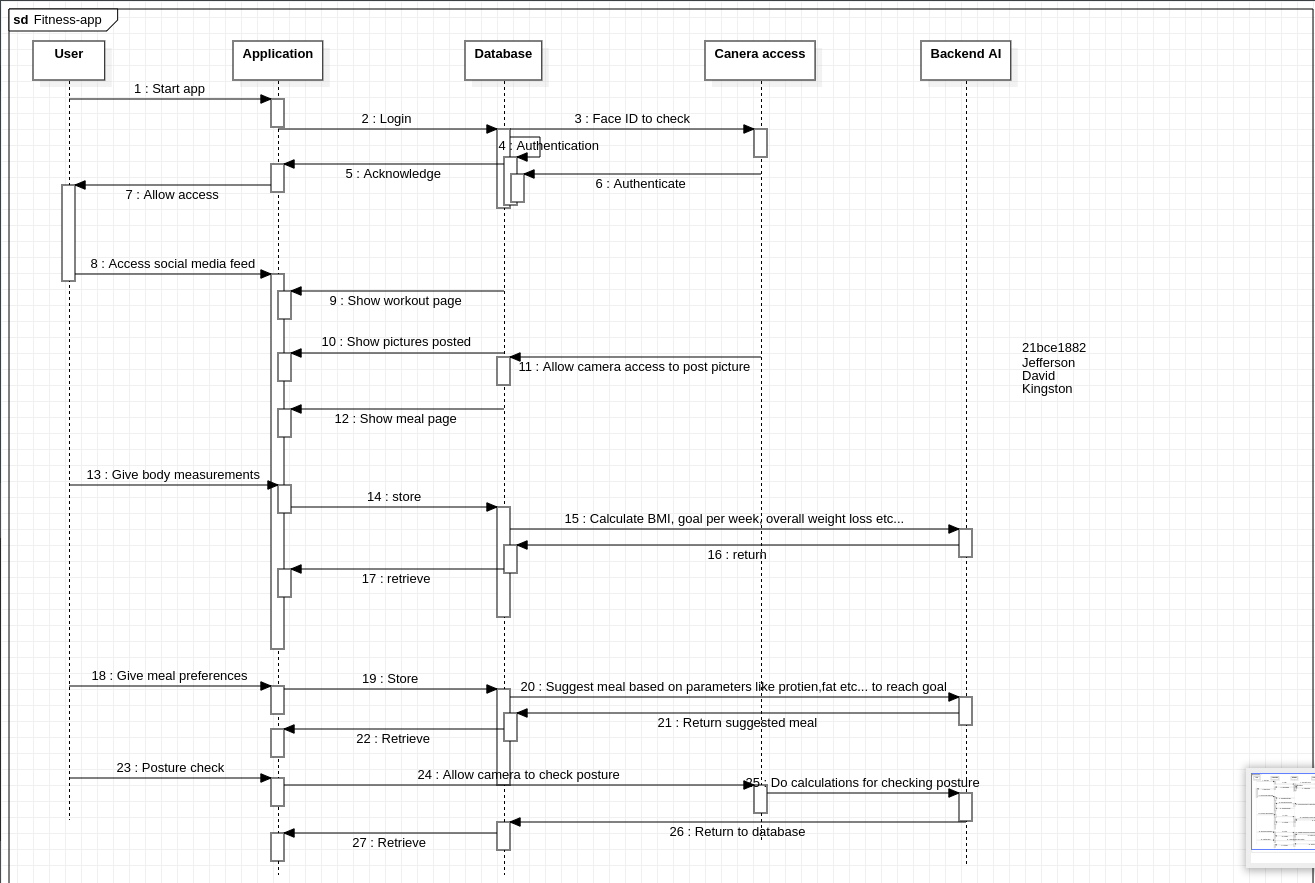 sd Fitness-app
User
Application
Database
Canera access
Backend AI
1 : Start app
2 : Login
3 : Face ID to check
4 : Authentication
5 : Acknowledge
6 : Authenticate
7 : Allow access
8 : Access social media feed
9 : Show workout page
10 : Show pictures posted
11 : Allow camera access to post picture
21bce1882
Jefferson
David
Kingston
12 : Show meal page
13 : Give body measurements
14 : store
15 : Calculate BMI, goal per week, overall weight loss etc...
16 : return
17 : retrieve
18 : Give meal preferences
19 : Store
20 : Suggest meal based on parameters like protien,fat etc... to reach goal
21 : Return suggested meal
22 : Retrieve
23 : Posture check
24 : Allow camera to check posture
25 : Do calculations for checking posture
26 : Return to database
27 : Retrieve